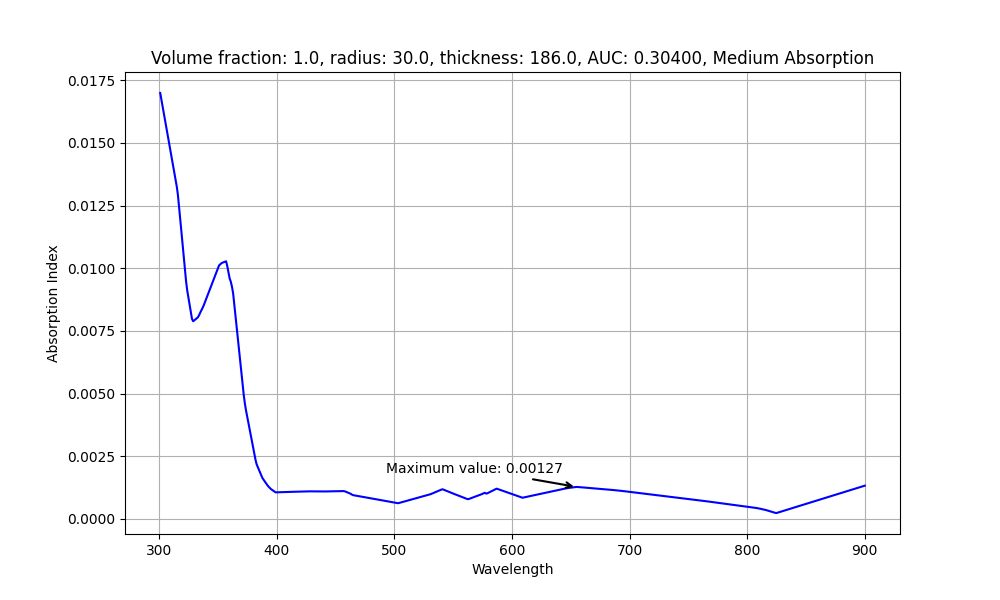 Volume fraction: 1.0, radius: 30.0, thickness: 186.0, AUC: 0.30400, Medium Absorption
0.0175
0.0150
0.0125
0.0100
0.0075
0.0050
0.0025
0.0000
Absorption Index
Maximum value: 0.00127
300 400 500 600 700 800 900
Wavelength